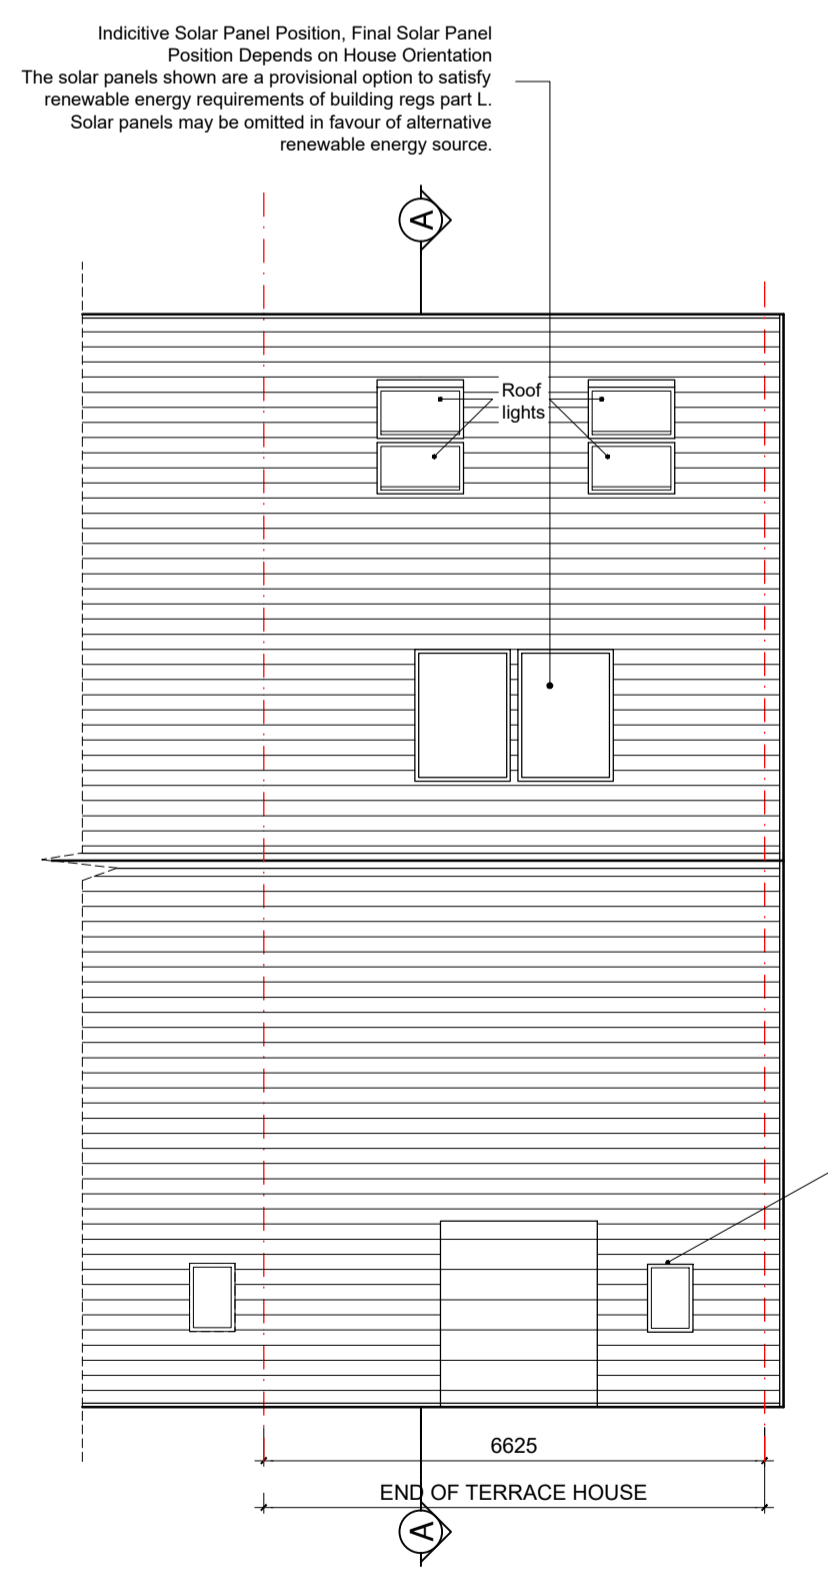 Indicitive Solar Panel Position, Final Solar Panel
Position Depends on House Orientation
The solar panels shown are a provisional option to satisfy
renewable energy requirements of building regs part L.
Solar panels may be omitted in favour of alternative
renewable energy source.
A
Roof
lights
6625
END OF TERRACE HOUSE
A